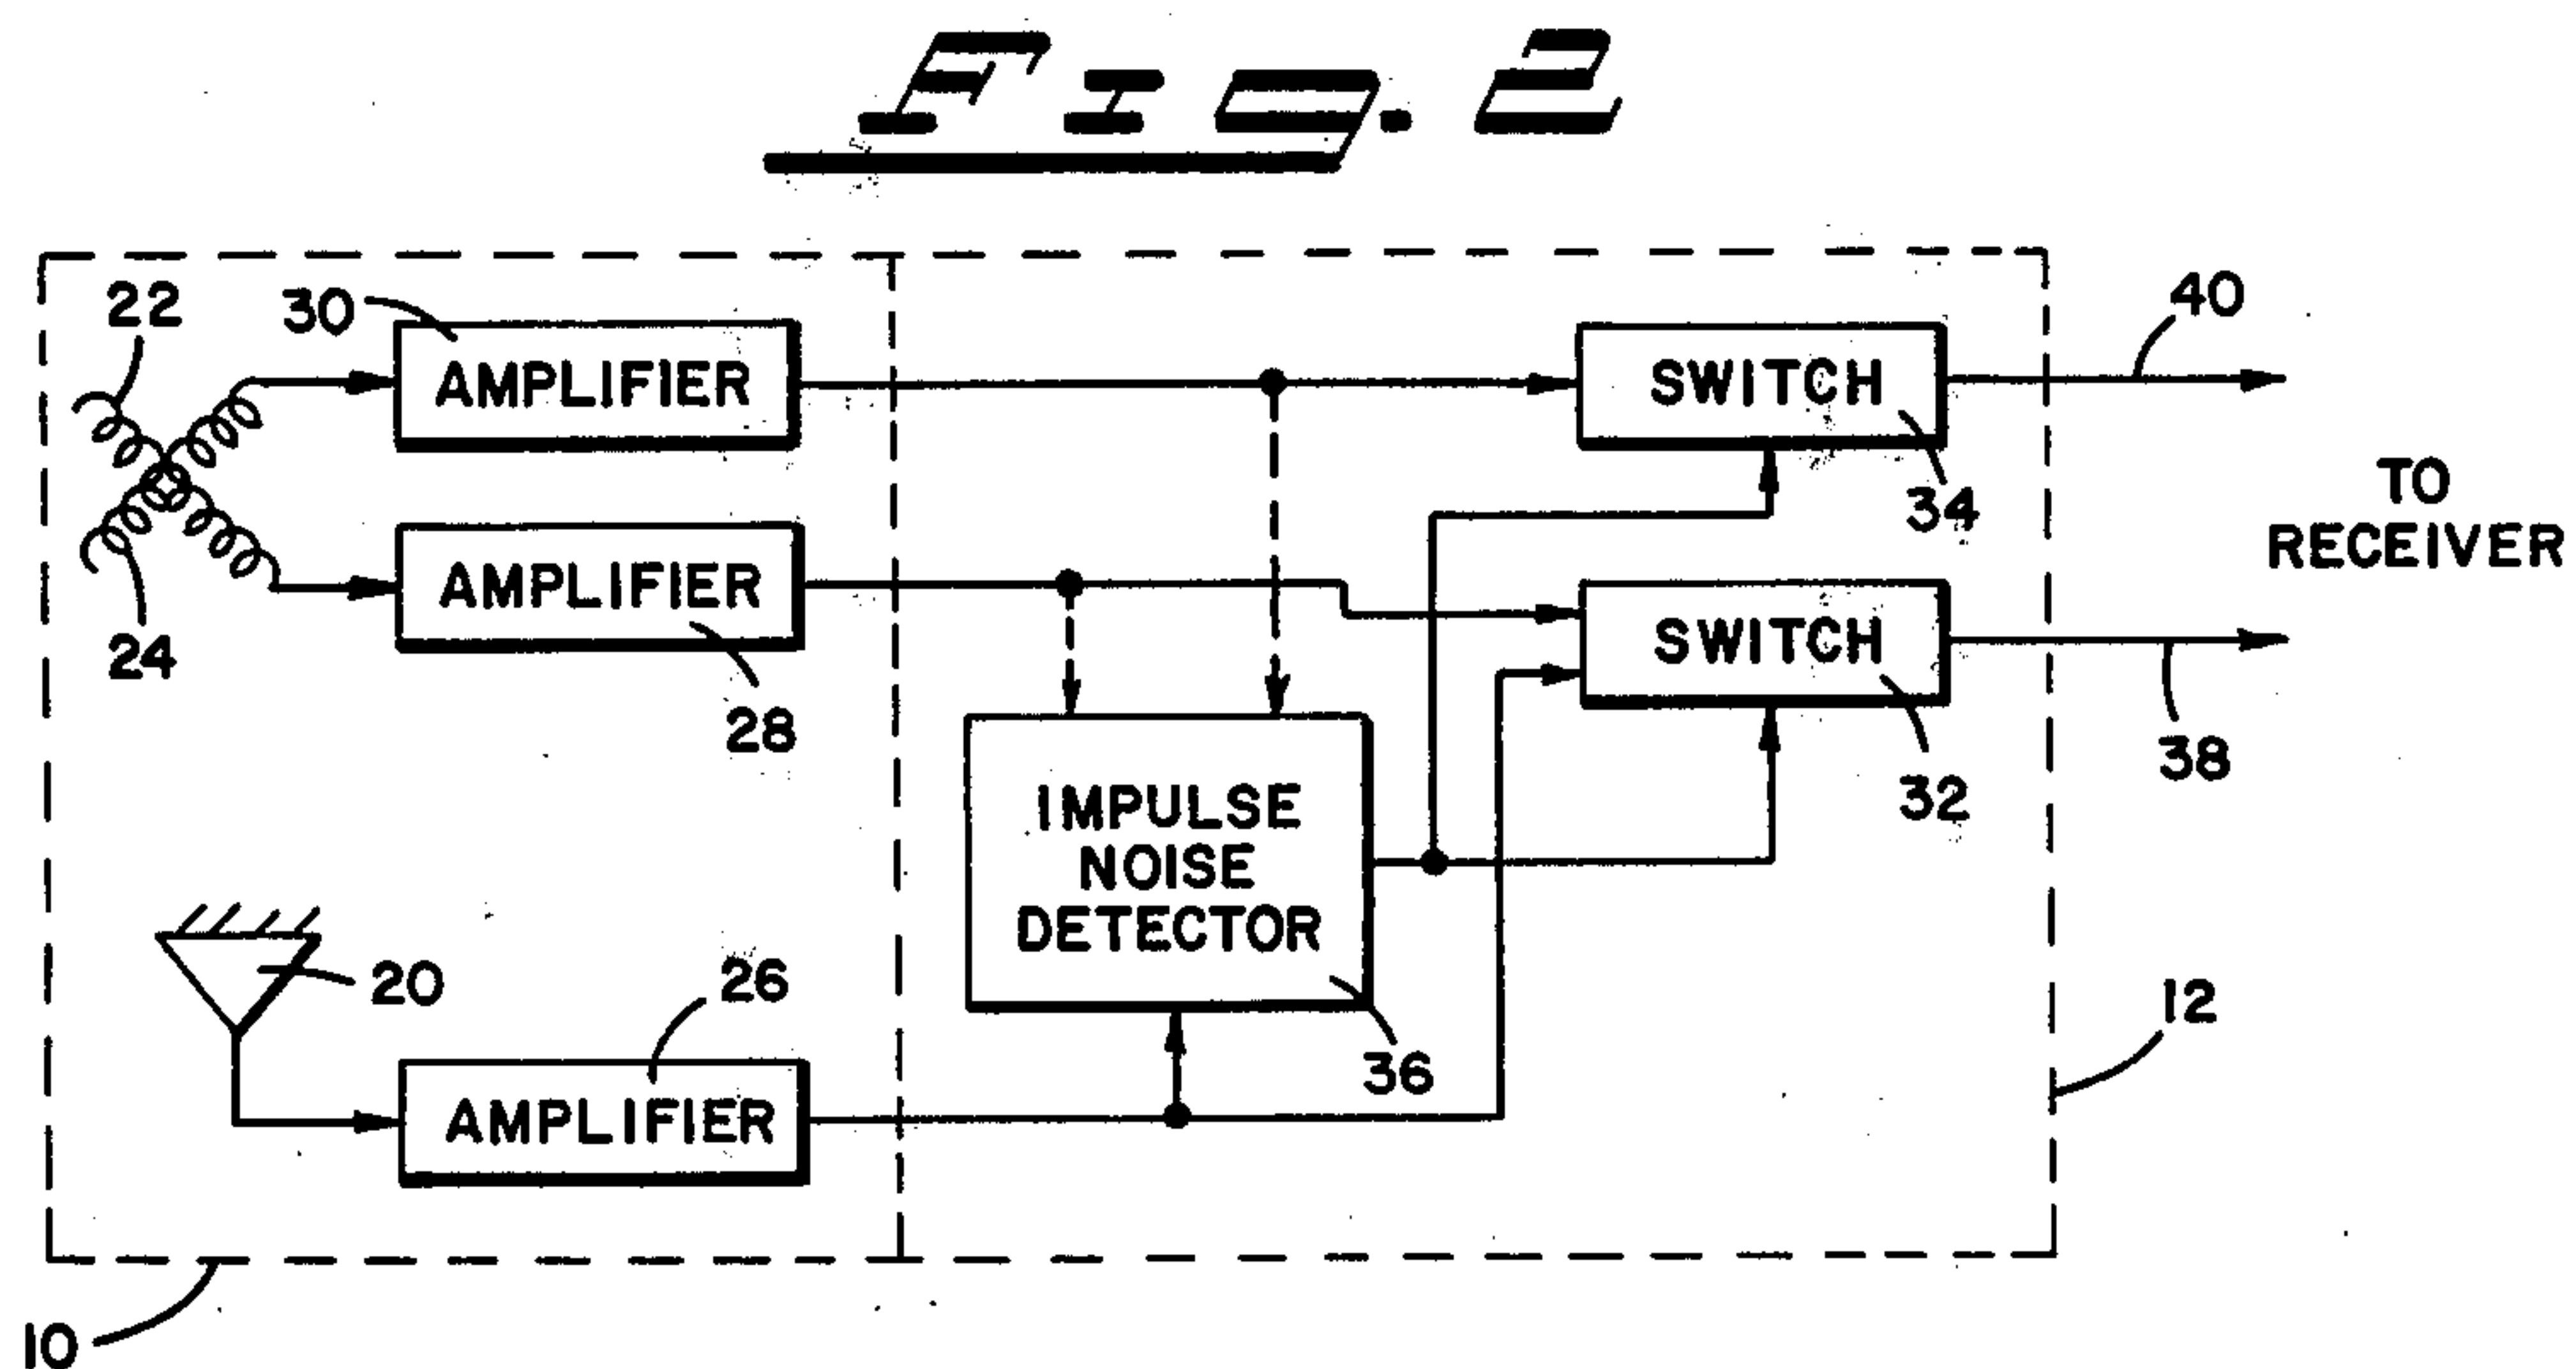 Fig. 2
22
30
AMPLIFIER
SWITCH
40
34
TO
RECEIVER
24
AMPLIFIER
28
SWITCH
32
38
IMPULSE
NOISE
DETECTOR
36
20
26
AMPLIFIER
12
10